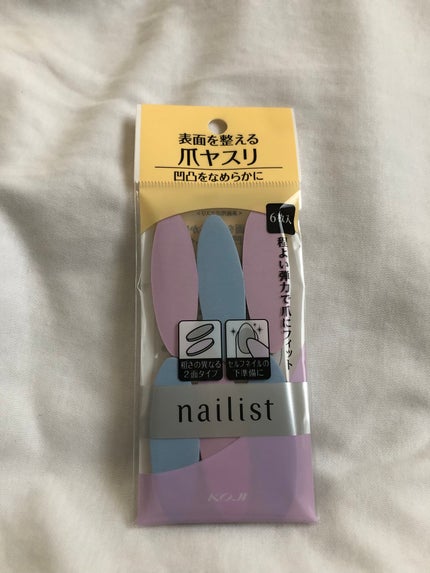 表面を整える
爪ヤスリ
凹凸をなめらかに
6枚入
程よい弾力で爪にフィット
粗さの異なる
2面タイプ
セルフネイルの
下準備に
nailist
KOJI